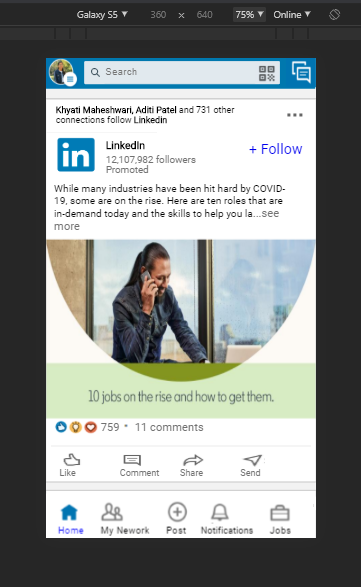 Galaxy S5 ▼ 360 × 640 75% ▼ Online ▼
Search
Khyati Maheshwari, Aditi Patel and 731 other
connections follow Linkedin
in
LinkedIn
12,107,982 followers
Promoted
+ Follow
While many industries have been hit hard by COVID-
19, some are on the rise. Here are ten roles that are
in-demand today and the skills to help you la...see
more
10 jobs on the rise and how to get them.
759 • 11 comments
Like Comment Share Send
Home My Nework Post Notifications Jobs